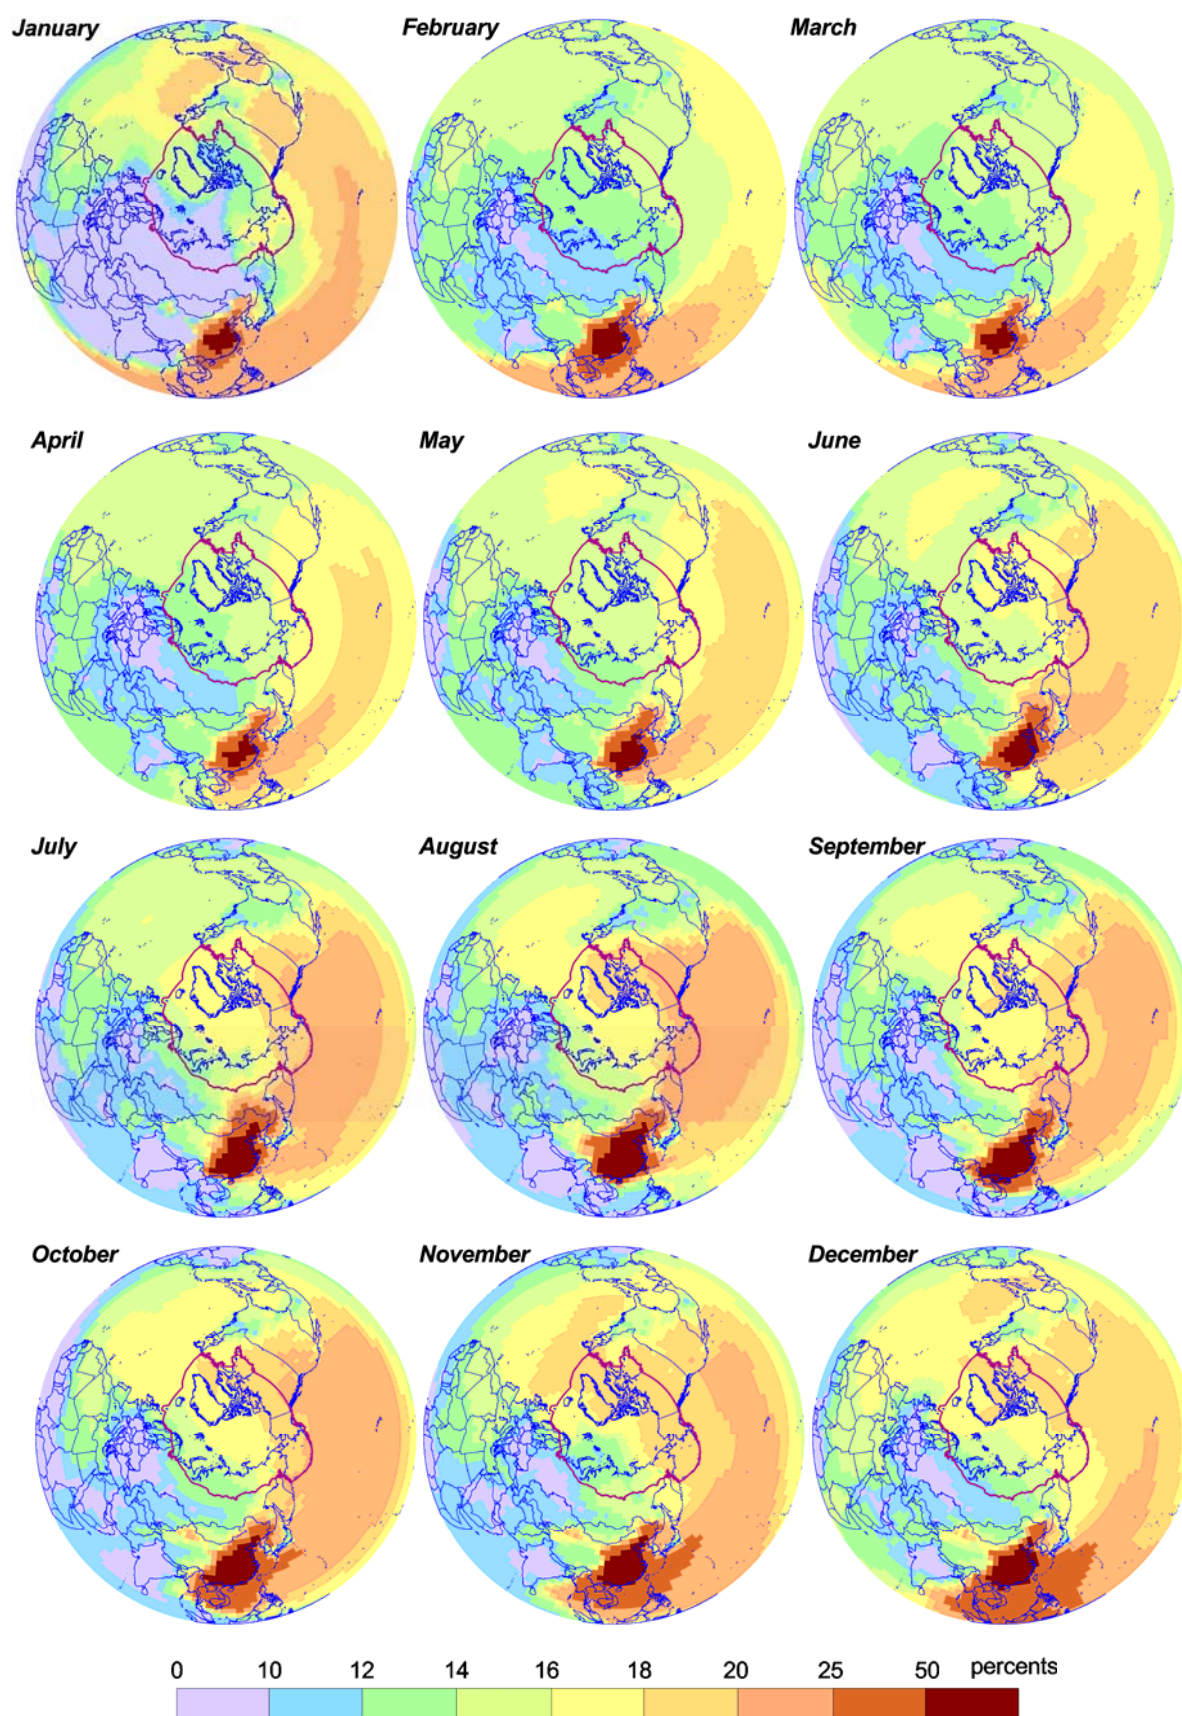 January February March
April May June
July August September
October November December
0 10 12 14 16 18 20 25 50 percents